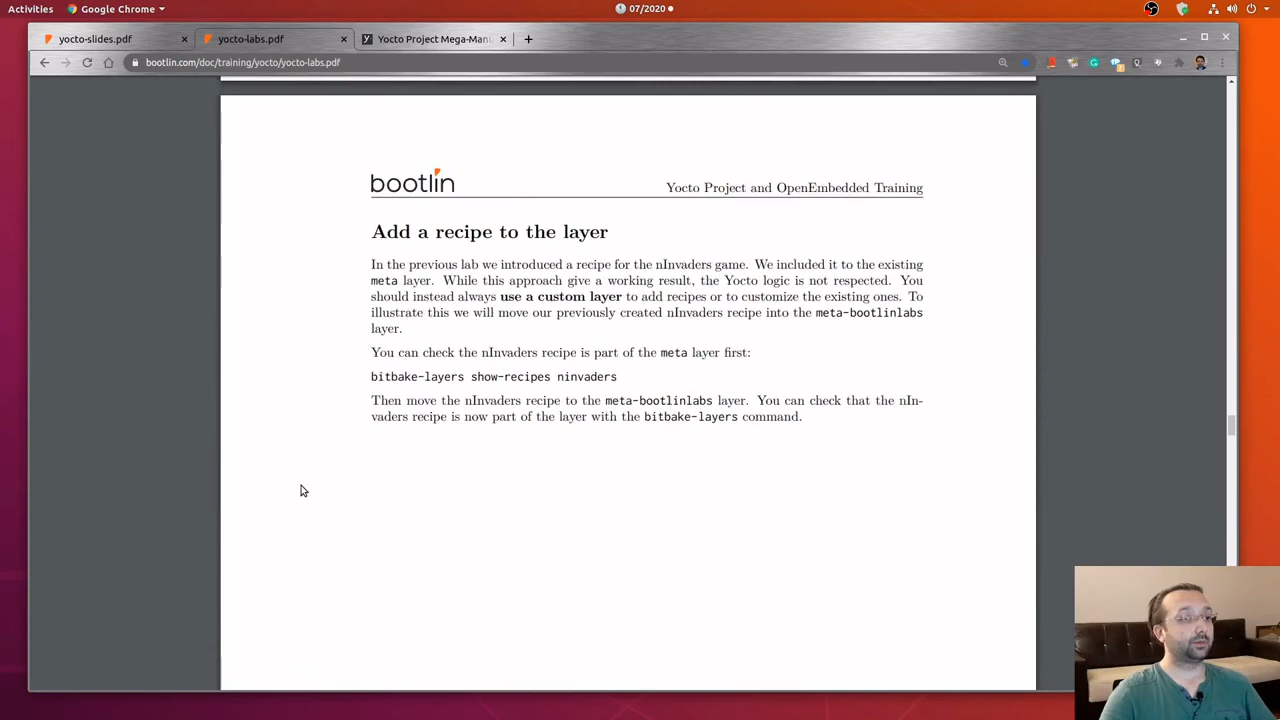 Activities
Google Chrome
07/2020
yocto-slides.pdf
yocto-labs.pdf
Yocto Project Mega-Manu
bootlin.com/doc/training/yocto/yocto-labs.pdf
bootlin
Yocto Project and OpenEmbedded Training
Add a recipe to the layer
In the previous lab we introduced a recipe for the nInvaders game. We included it to the existing
meta layer. While this approach give a working result, the Yocto logic is not respected. You
should instead always use a custom layer to add recipes or to customize the existing ones. To
illustrate this we will move our previously created nInvaders recipe into the meta-bootlinlabs
layer.
You can check the nInvaders recipe is part of the meta layer first:
bitbake-layers show-recipes ninvaders
Then move the nInvaders recipe to the meta-bootlinlabs layer. You can check that the nIn-
vaders recipe is now part of the layer with the bitbake-layers command.